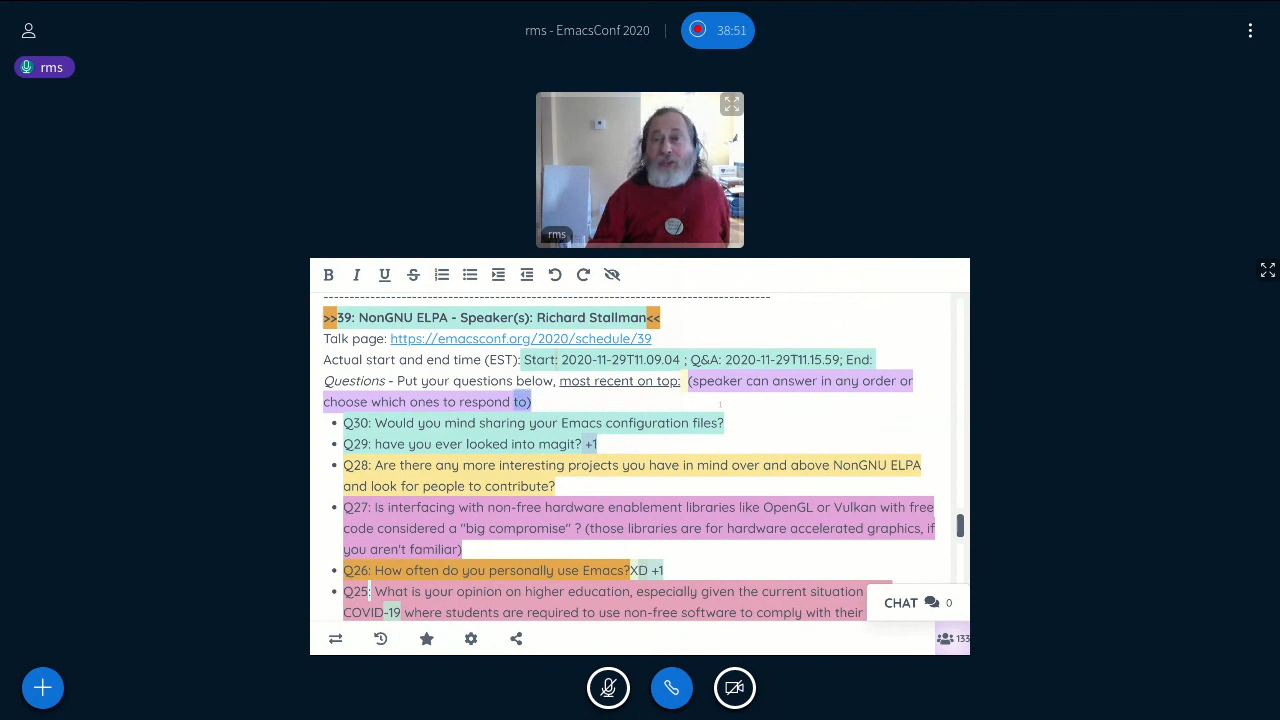 rms - EmacsConf 2020
38:51
rms
rms
>>39: NonGNU ELPA - Speaker(s): Richard Stallman<<
Talk page: https://emacsconf.org/2020/schedule/39
Actual start and end time (EST): Start: 2020-11-29T11.09.04 ; Q&A: 2020-11-29T11.15.59; End:
Questions - Put your questions below, most recent on top: (speaker can answer in any order or
choose which ones to respond to)
Q30: Would you mind sharing your Emacs configuration files?
Q29: have you ever looked into magit? +1
Q28: Are there any more interesting projects you have in mind over and above NonGNU ELPA
and look for people to contribute?
Q27: Is interfacing with non-free hardware enablement libraries like OpenGL or Vulkan with free
code considered a "big compromise" ? (those libraries are for hardware accelerated graphics, if
you aren't familiar)
Q26: How often do you personally use Emacs?XD +1
Q25: What is your opinion on higher education, especially given the current situation
COVID-19 where students are required to use non-free software to comply with their
CHAT 0
133